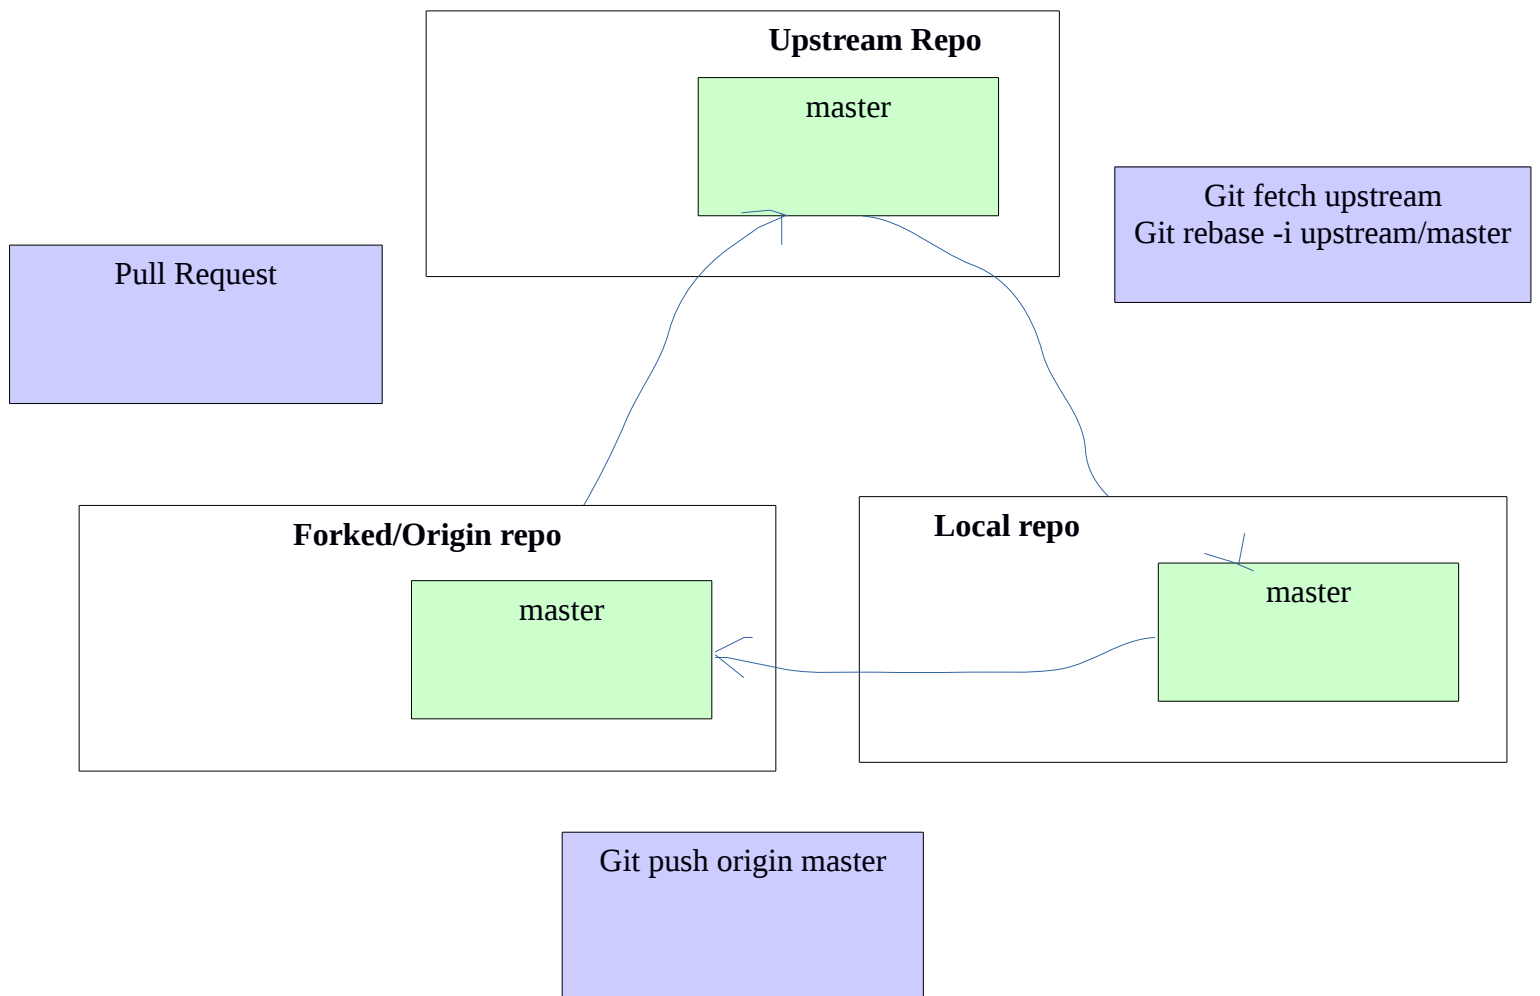 Upstream Repo
master
Git fetch upstream
Git rebase -i upstream/master
Pull Request
Forked/Origin repo
master
Local repo
master
Git push origin master